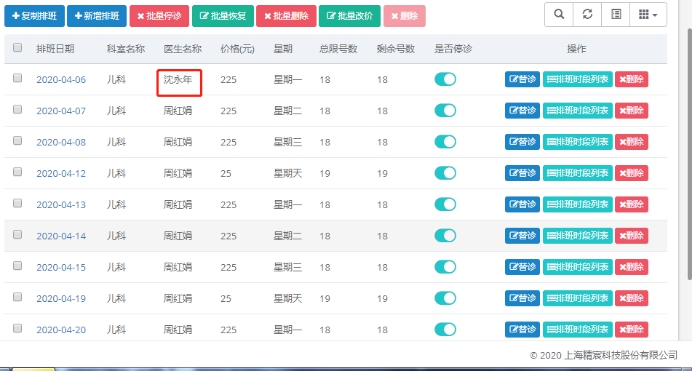 复制排班 新增排班 批量停诊 批量恢复 批量删除 批量改价 删除
排班日期 科室名称 医生名称 价格(元) 星期 总限号数 剩余号数 是否停诊 操作
2020-04-06 儿科 沈永年 225 星期一 18 18 替诊 排班时段列表 删除
2020-04-07 儿科 周红娟 225 星期二 18 18 替诊 排班时段列表 删除
2020-04-08 儿科 周红娟 225 星期三 18 18 替诊 排班时段列表 删除
2020-04-12 儿科 周红娟 25 星期天 19 19 替诊 排班时段列表 删除
2020-04-13 儿科 周红娟 225 星期一 18 18 替诊 排班时段列表 删除
2020-04-14 儿科 周红娟 225 星期二 18 18 替诊 排班时段列表 删除
2020-04-15 儿科 周红娟 225 星期三 18 18 替诊 排班时段列表 删除
2020-04-19 儿科 周红娟 25 星期天 19 19 替诊 排班时段列表 删除
2020-04-20 儿科 周红娟 225 星期一 18 18 替诊 排班时段列表 删除
© 2020 上海精宸科技股份有限公司